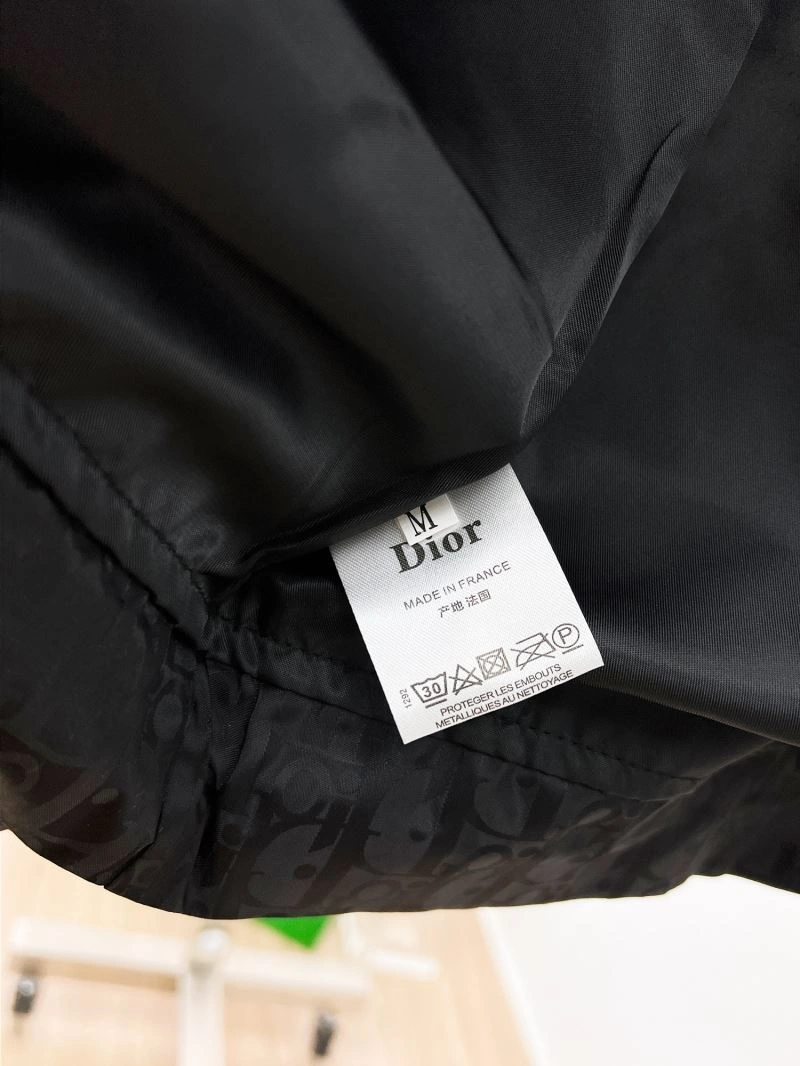 M
Dior
MADE IN FRANCE
产地 法国
30 P
1292
PROTEGER LES EMBOUTS
METALLIQUES AU NETTOYAGE